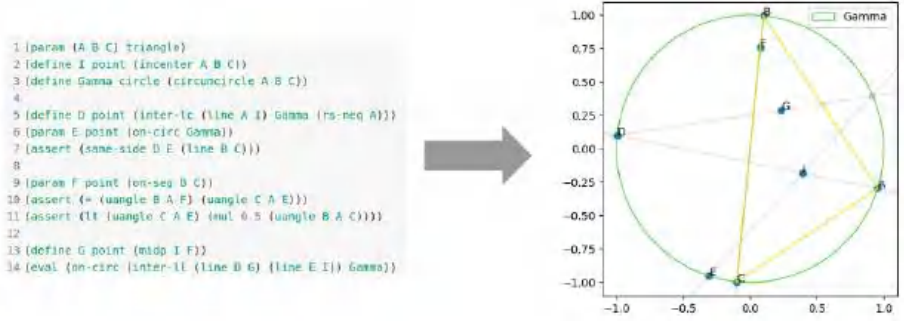 1 (param (A B C) triangle)
2 (define I point (incenter A B C))
3 (define Gamma circle (circumcircle A B C))
4
5 (define D point (inter-lc (line A I) Gamma (rs-neq A)))
6 (param E point (on-circ Gamma))
7 (assert (same-side D E (line B C)))
8
9 (param F point (on-seg B C))
10 (assert (= (uangle B A F) (uangle C A E)))
11 (assert (lt (uangle C A E) (mul 0.5 (uangle B A C))))
12
13 (define G point (midp I F))
14 (eval (on-circ (inter-ll (line D G) (line E I)) Gamma))
Gamma
1.00
0.75
0.50
0.25
0.00
−0.25
−0.50
−0.75
−1.00
−1.0 −0.5 0.0 0.5 1.0
B
F
G
D
I
A
E
C